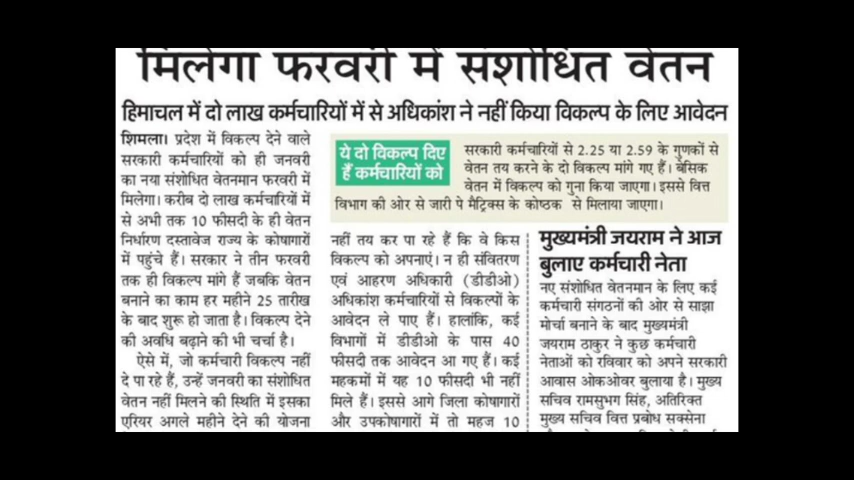 मिलेगा फरवरी में संशोधित वेतन
हिमाचल में दो लाख कर्मचारियों में से अधिकांश ने नहीं किया विकल्प के लिए आवेदन
शिमला। प्रदेश में विकल्प देने वाले
सरकारी कर्मचारियों को ही जनवरी
का नया संशोधित वेतनमान फरवरी में
मिलेगा। करीब दो लाख कर्मचारियों में
से अभी तक 10 फीसदी के ही वेतन
निर्धारण दस्तावेज राज्य के कोषागारों
में पहुंचे हैं। सरकार ने तीन फरवरी
तक ही विकल्प मांगे हैं जबकि वेतन
बनाने का काम हर महीने 25 तारीख
के बाद शुरू हो जाता है। विकल्प देने
की अवधि बढ़ाने की भी चर्चा है।
ऐसे में, जो कर्मचारी विकल्प नहीं
दे पा रहे हैं, उन्हें जनवरी का संशोधित
वेतन नहीं मिलने की स्थिति में इसका
एरियर अगले महीने देने की योजना
ये दो विकल्प दिए
हैं कर्मचारियों को
सरकारी कर्मचारियों से 2.25 या 2.59 के गुणकों से
वेतन तय करने के दो विकल्प मांगे गए हैं। बेसिक
वेतन में विकल्प को गुना किया जाएगा। इससे वित्त
विभाग की ओर से जारी पे मैट्रिक्स के कोष्ठक से मिलाया जाएगा।
नहीं तय कर पा रहे हैं कि वे किस
विकल्प को अपनाएं। न ही संवितरण
एवं आहरण अधिकारी (डीडीओ)
अधिकांश कर्मचारियों से विकल्पों के
आवेदन ले पाए हैं। हालांकि, कई
विभागों में डीडीओ के पास 40
फीसदी तक आवेदन आ गए हैं। कई
महकमों में यह 10 फीसदी भी नहीं
मिले हैं। इससे आगे जिला कोषागारों
और उपकोषागारों में तो महज 10
मुख्यमंत्री जयराम ने आज
बुलाए कर्मचारी नेता
नए संशोधित वेतनमान के लिए कई
कर्मचारी संगठनों की ओर से साझा
मोर्चा बनाने के बाद मुख्यमंत्री
जयराम ठाकुर ने कुछ कर्मचारी
नेताओं को रविवार को अपने सरकारी
आवास ओकओवर बुलाया है। मुख्य
सचिव रामसुभग सिंह, अतिरिक्त
मुख्य सचिव वित्त प्रबोध सक्सेना